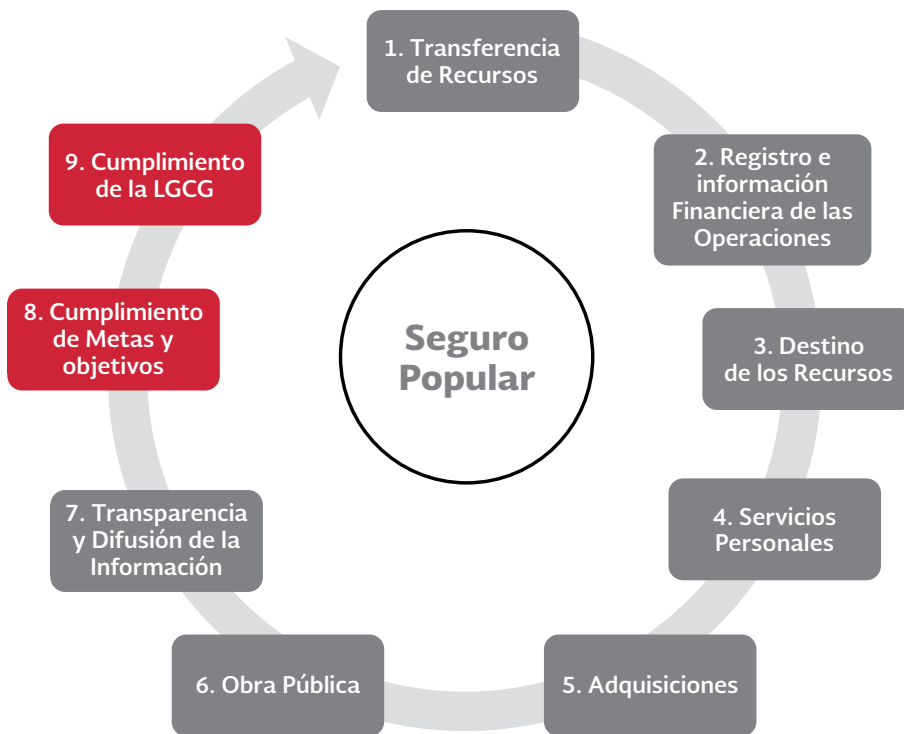 1. Transferencia
de Recursos
2. Registro e
información
Financiera de las
Operaciones
3. Destino
de los Recursos
4. Servicios
Personales
5. Adquisiciones
6. Obra Pública
7. Transparencia
y Difusión de la
Información
8. Cumplimiento
de Metas y
objetivos
9. Cumplimiento
de la LGCG
Seguro
Popular